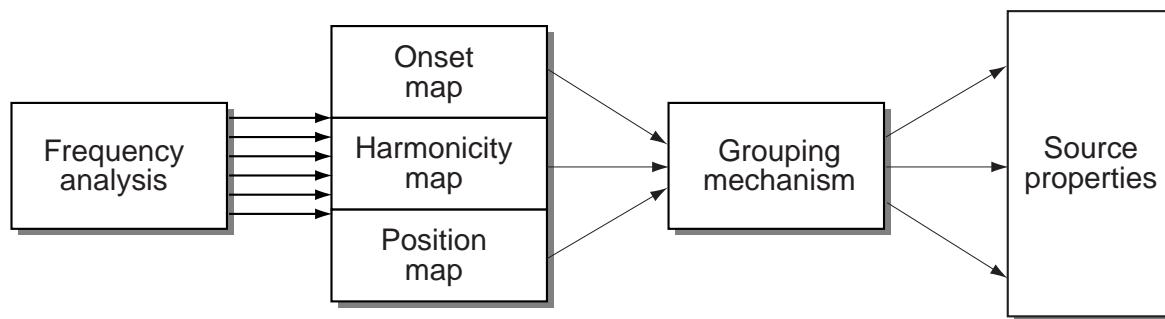 Frequency
analysis
Onset
map
Harmonicity
map
Position
map
Grouping
mechanism
Source
properties